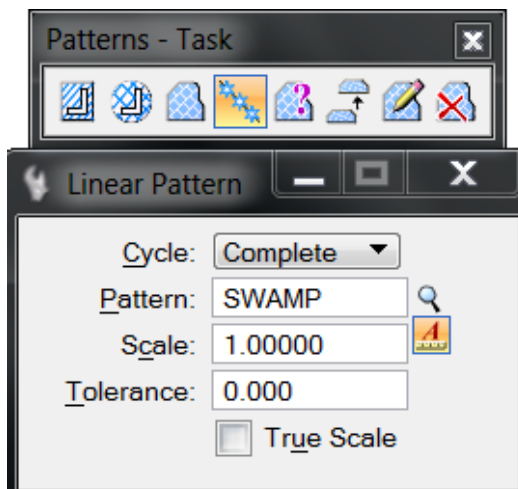 Patterns - Task
Linear Pattern
Cycle: Complete
Pattern: SWAMP
Scale: 1.00000
A
Tolerance: 0.000
True Scale